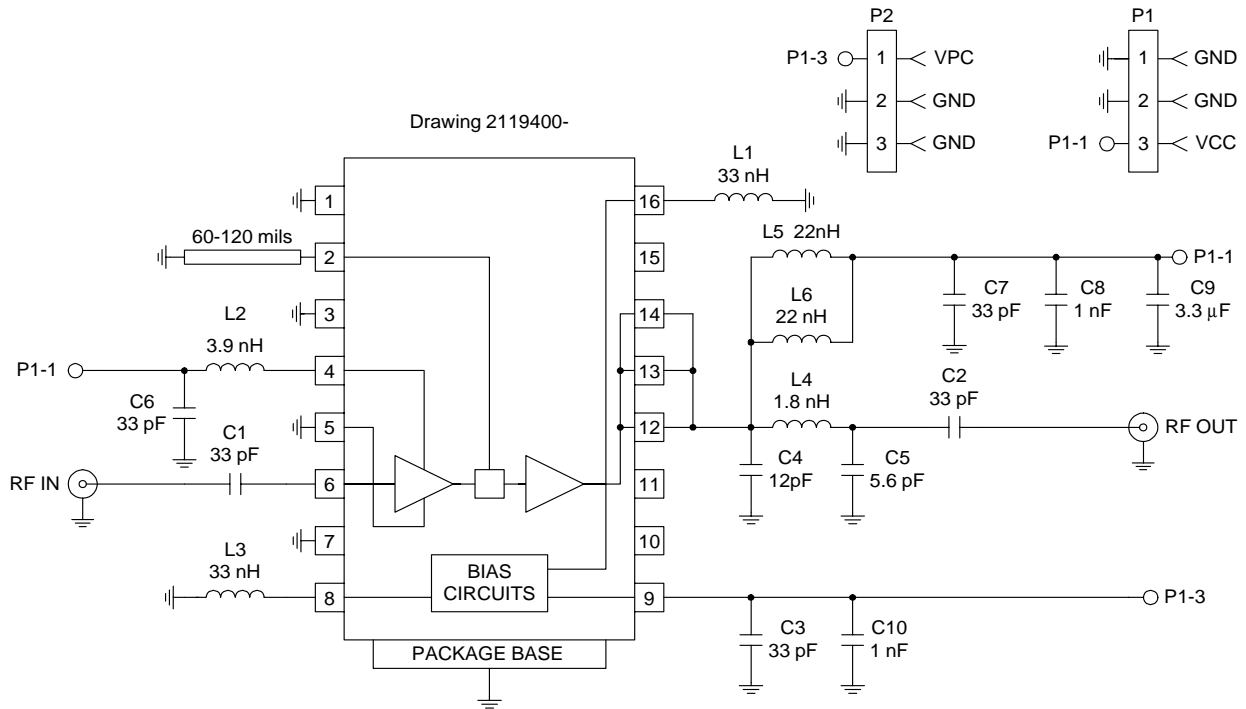 P2
P1-3 1 VPC
2 GND
3 GND
P1
1 GND
2 GND
P1-1 3 VCC
Drawing 2119400-
1
60-120 mils
2
3
L2
3.9 nH
P1-1
4
C6
33 pF
5
C1
33 pF
RF IN
6
7
L3
33 nH
8
BIAS
CIRCUITS
PACKAGE BASE
16
15
14
13
12
11
10
9
L1
33 nH
L5 22nH
P1-1
L6
22 nH
C7
33 pF
C8
1 nF
C9
3.3 μF
L4
1.8 nH
C2
33 pF
RF OUT
C4
12pF
C5
5.6 pF
P1-3
C3
33 pF
C10
1 nF